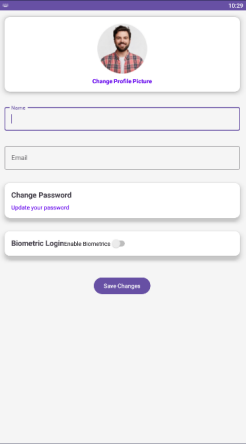 10:29
Change Profile Picture
Name
Email
Change Password
Update your password
Biometric Login Enable Biometrics
Save Changes